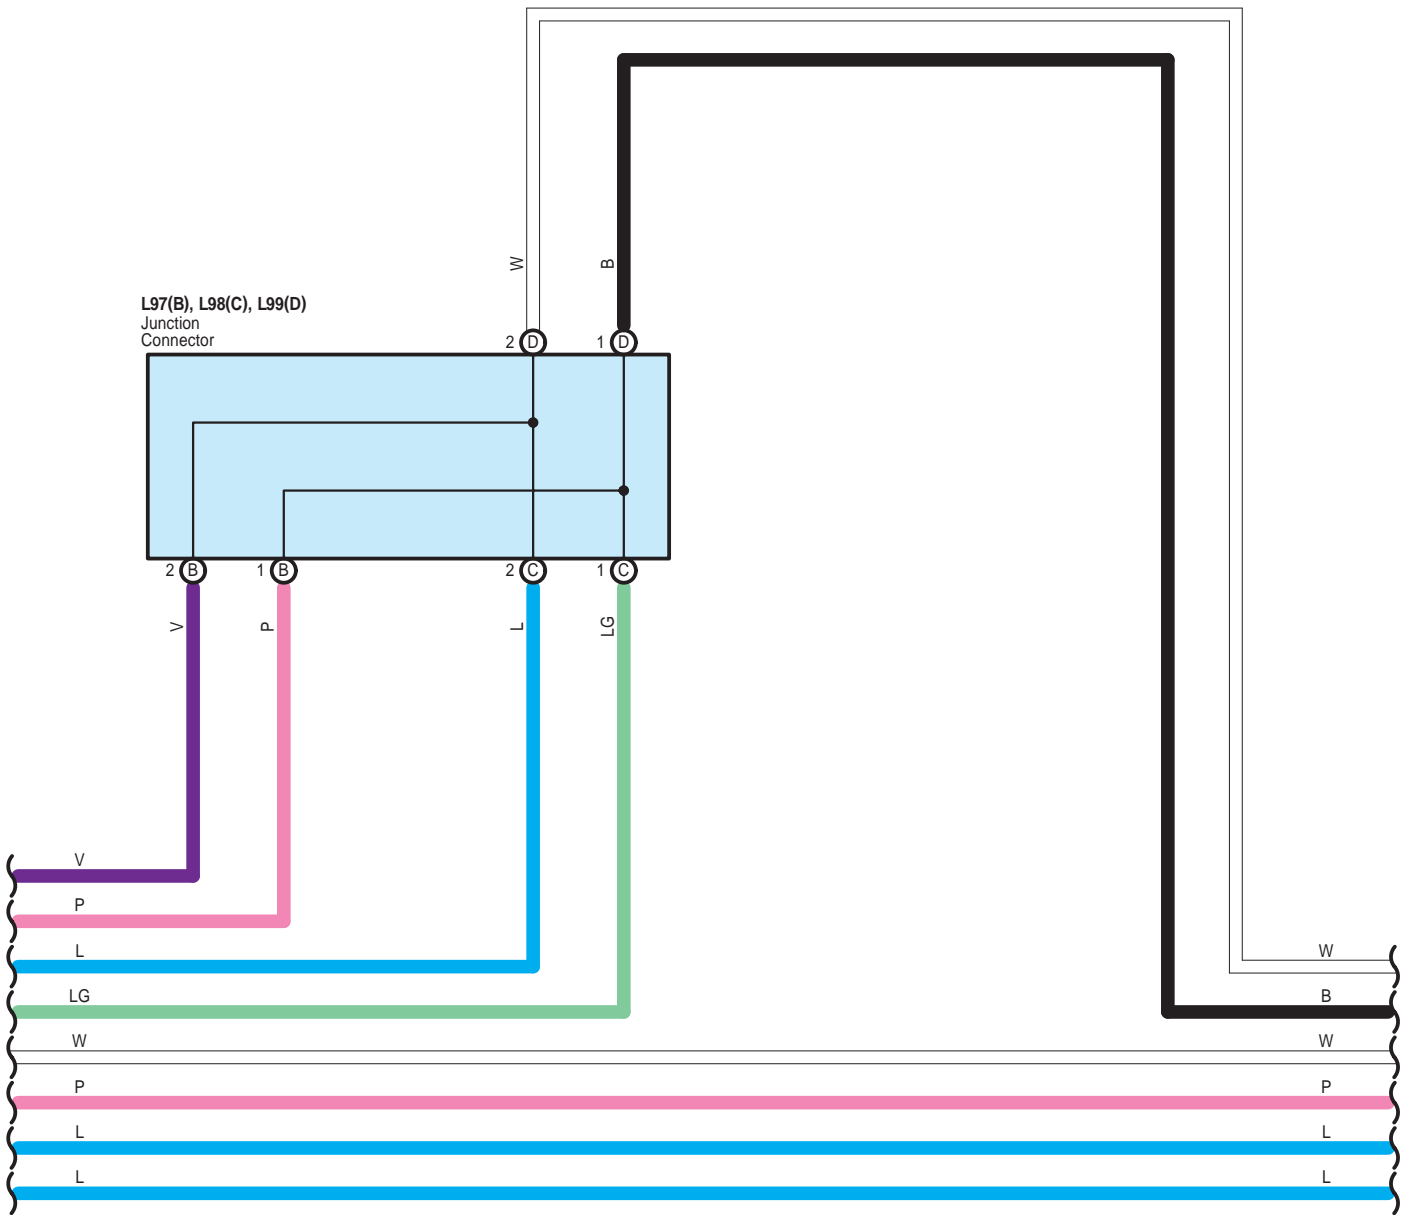 W
B
L97(B), L98(C), L99(D)
Junction
Connector
2 D 1 D
2 B 1 B 2 C 1 C
V
P
L
LG
V
P
L W
LG B
W W
P P
L L
L L